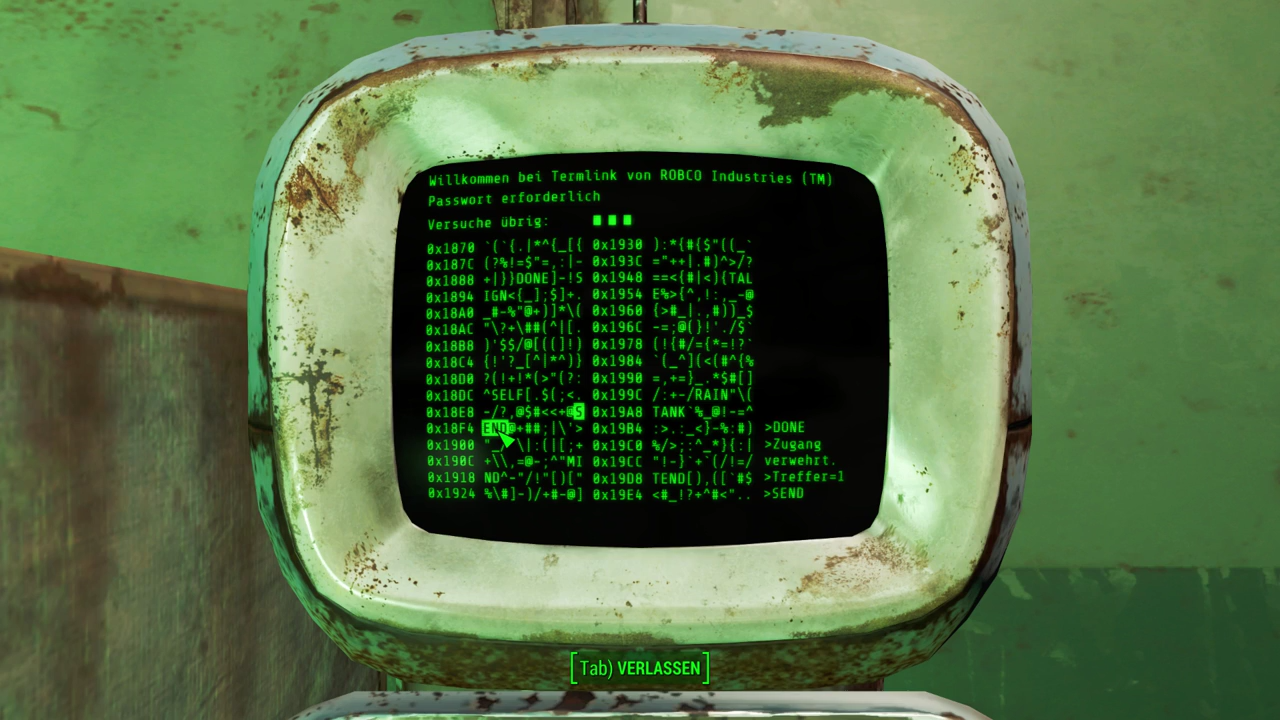 Willkommen bei Termlink von ROBCO Industries (TM)
Passwort erforderlich
Versuche übrig: ■ ■ ■
0x1870 `(`{.|*^{_[{ 0x1930 ):*{#{$"((_`
0x187C (?%!=$"=,:|- 0x193C ="++|.#)^>/?
0x1888 +|)}DONE]-!S 0x1948 ==<{#|<){TAL
0x1894 IGN<{_];$]+. 0x1954 E%>{^,!:,_-@
0x18A0 _#-%"@+)]*\( 0x1960 {>#_|.,#))_$
0x18AC "\?+\##(^|[. 0x196C -=;@(}!'./$`
0x18B8 )'$$/@[((]!) 0x1978 (!{#/={*=!?`
0x18C4 {!'?_[^|*^)} 0x1984 `(_^](<(#^{%
0x18D0 ?(!+!*(>"(?: 0x1990 =,+=}_.*$#[]
0x18DC ^SELF[.$(;<. 0x199C /:+-/RAIN"\(
0x18E8 -/?,@$#<<+@S 0x19A8 TANK`%_@!-=^
0x18F4 END@+##;|\'> 0x19B4 :>.:_<}-%:#) >DONE
0x1900 "_/ \|:(|[;+ 0x19C0 %/>;:^_*){:| >Zugang
0x190C +\\,=@-:^"MI 0x19CC "!-}`+`(/!=/ verwehrt.
0x1918 ND^-"/!"[)[" 0x19D8 TEND[),([`#$ >Treffer=1
0x1924 %\#]-)/+#-@] 0x19E4 <#_!?+^#<".. >SEND
Tab) VERLASSEN